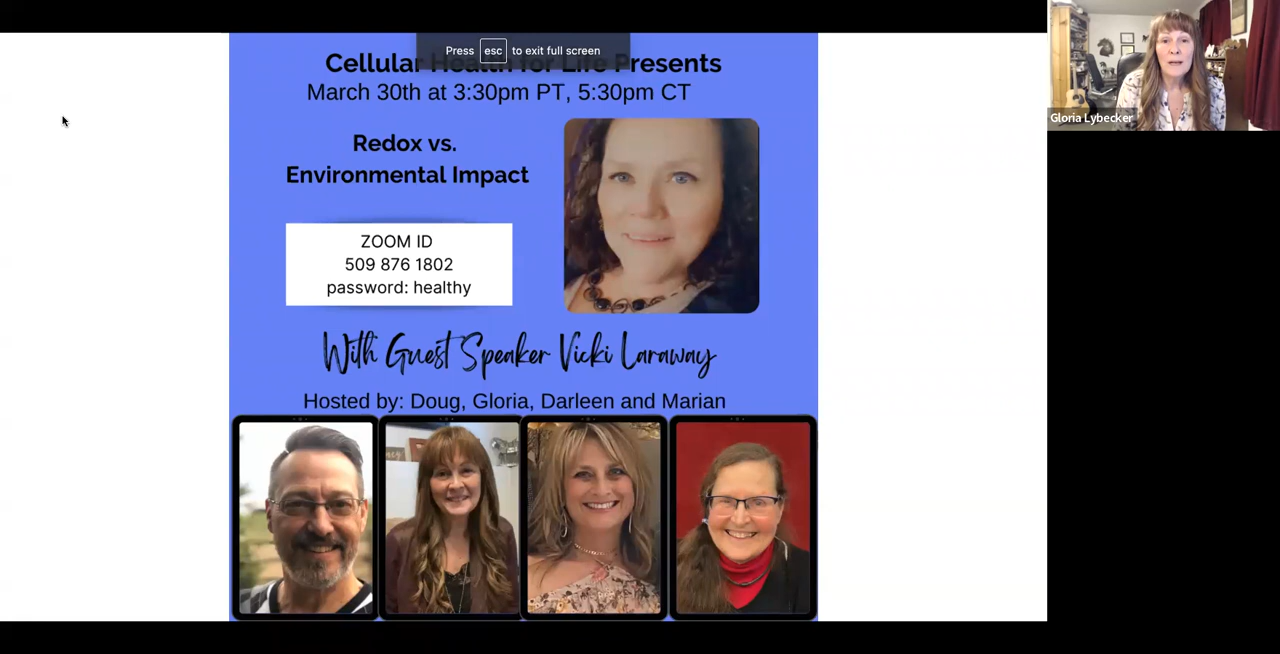 Press esc to exit full screen
Cellular Health for Life Presents
March 30th at 3:30pm PT, 5:30pm CT
Redox vs.
Environmental Impact
ZOOM ID
509 876 1802
password: healthy
With Guest Speaker Vicki Laraway
Hosted by: Doug, Gloria, Darleen and Marian
Gloria Lybecker